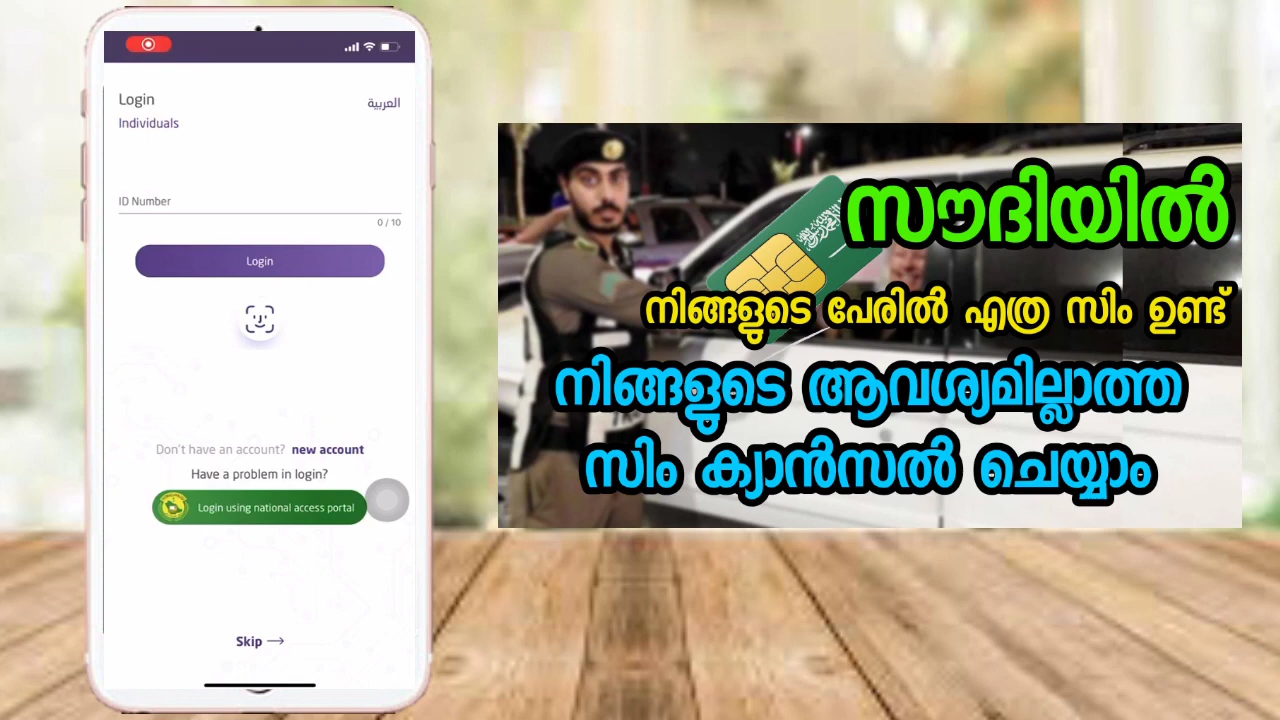 Login
العربية
Individuals
ID Number
0 / 10
Login
Don't have an account? new account
Have a problem in login?
Login using national access portal
Skip
സൗദിയിൽ
നിങ്ങളുടെ പേരിൽ എത്ര സിം ഉണ്ട്
നിങ്ങളുടെ ആവശ്യമില്ലാത്ത
സിം ക്യാൻസൽ ചെയ്യാം